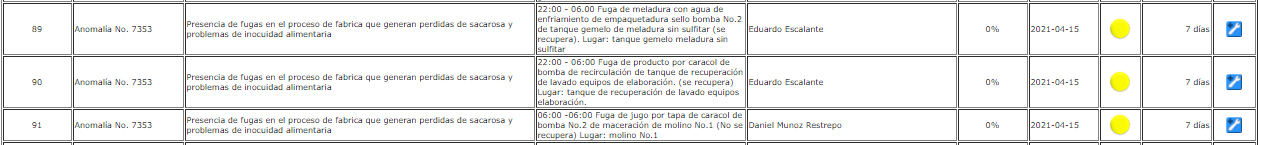 89 Anomalía No. 7353 Presencia de fugas en el proceso de fabrica que generan perdidas de sacarosa y
problemas de inocuidad alimentaria
22:00 - 06.00 Fuga de meladura con agua de
enfriamiento de empaquetadura sello bomba No.2
de tanque gemelo de meladura sin sulfitar (se
recupera). Lugar: tanque gemelo meladura sin
sulfitar
Eduardo Escalante 0% 2021-04-15 7 días
90 Anomalía No. 7353 Presencia de fugas en el proceso de fabrica que generan perdidas de sacarosa y
problemas de inocuidad alimentaria
22:00 - 06:00 Fuga de producto por caracol de
bomba de recirculación de tanque de recuperación
de lavado equipos de elaboración. (se recupera)
Lugar: tanque de recuperación de lavado equipos
elaboración.
Eduardo Escalante 0% 2021-04-15 7 días
91 Anomalía No. 7353 Presencia de fugas en el proceso de fabrica que generan perdidas de sacarosa y
problemas de inocuidad alimentaria
06:00 -06:00 Fuga de jugo por tapa de caracol de
bomba No.2 de maceración de molino No.1 (No se
recupera) Lugar: molino No.1
Daniel Munoz Restrepo 0% 2021-04-15 7 días